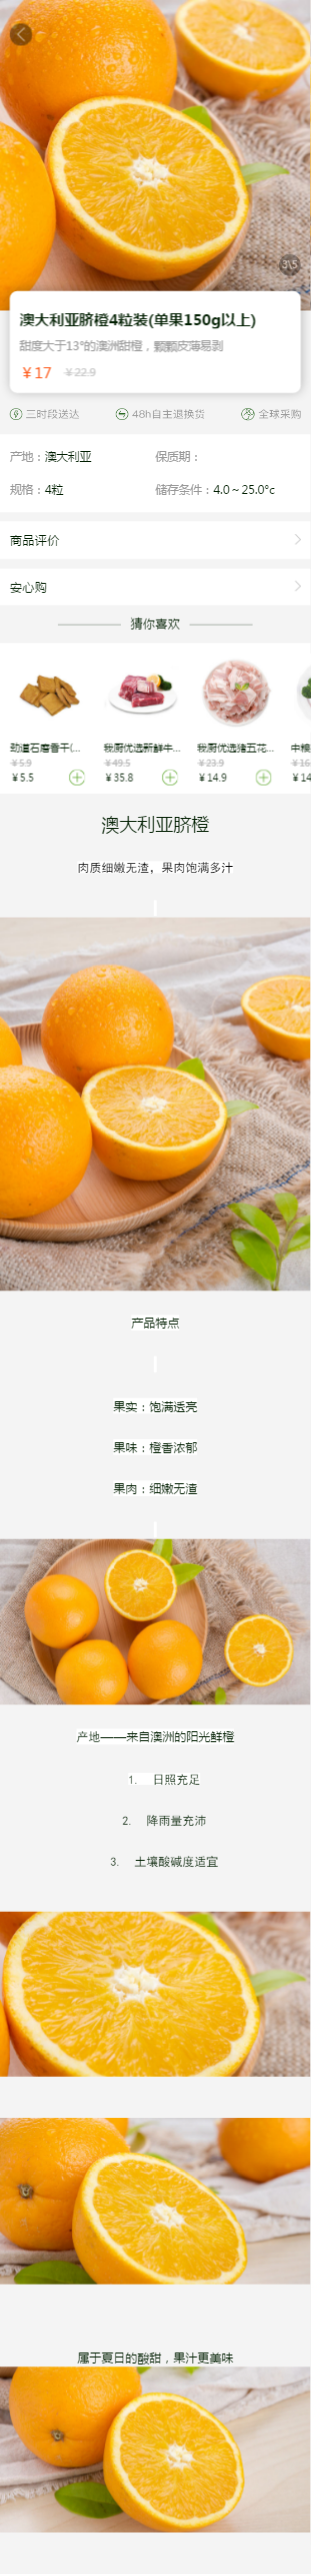 3\5
澳大利亚脐橙4粒装(单果150g以上)
甜度大于13°的澳洲甜橙，颗颗皮薄易剥
￥17 ￥22.9
三时段送达 48h自主退换货 全球采购
产地：澳大利亚 保质期：
规格：4粒 储存条件：4.0～25.0°c
商品评价
安心购
猜你喜欢
劲道石磨香干(... 我厨优选新鲜牛... 我厨优选猪五花... 中粮
￥5.9 ￥49.5 ￥23.9 ￥16
￥5.5 ￥35.8 ￥14.9 ￥14
澳大利亚脐橙
肉质细嫩无渣，果肉饱满多汁
产品特点
果实：饱满透亮
果味：橙香浓郁
果肉：细嫩无渣
产地——来自澳洲的阳光鲜橙
1. 日照充足
2. 降雨量充沛
3. 土壤酸碱度适宜
属于夏日的酸甜，果汁更美味